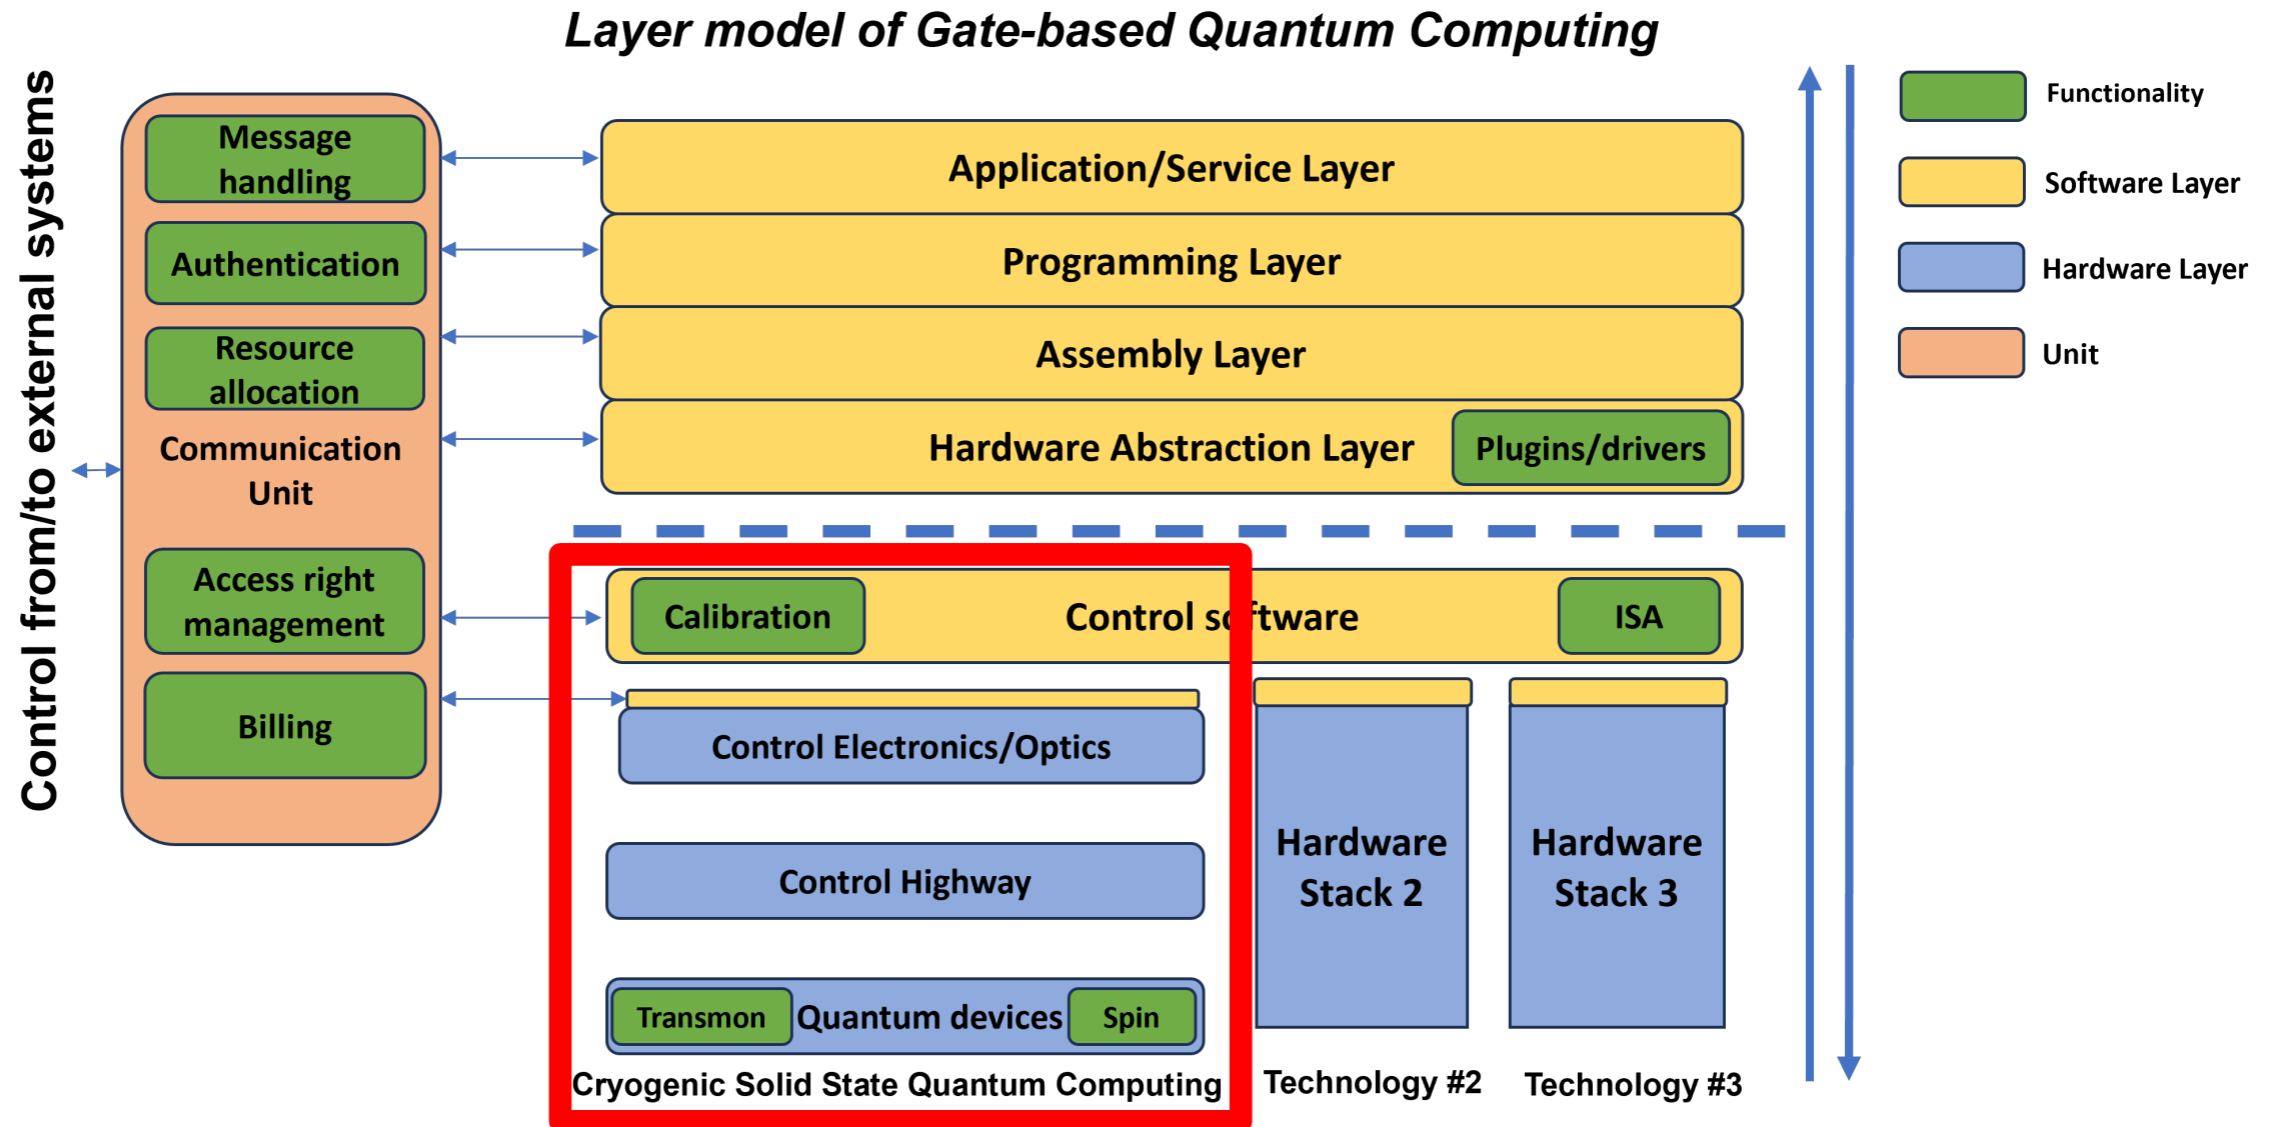 Layer model of Gate-based Quantum Computing
Control from/to external systems
Message
handling
Authentication
Resource
allocation
Communication
Unit
Access right
management
Billing
Application/Service Layer
Programming Layer
Assembly Layer
Hardware Abstraction Layer
Plugins/drivers
Calibration
Control software
ISA
Control Electronics/Optics
Control Highway
Transmon
Quantum devices
Spin
Cryogenic Solid State Quantum Computing
Hardware
Stack 2
Technology #2
Hardware
Stack 3
Technology #3
Functionality
Software Layer
Hardware Layer
Unit